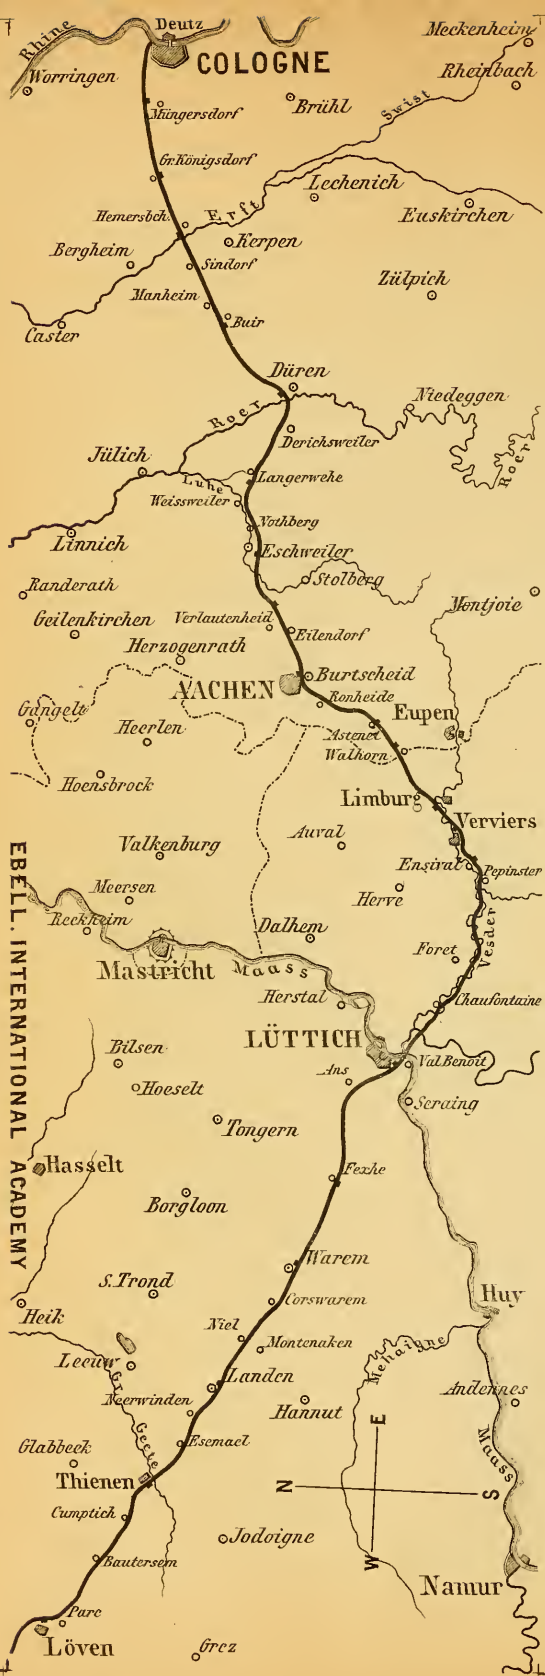 Rhine
Deutz
COLOGNE
Meckenheim
Rheinbach
Worringen
Müngersdorf
Brühl
Swist
Gr.Königsdorf
Lechenich
Erft
Hemersbch.
Euskirchen
Kerpen
Bergheim
Sindorf
Zülpich
Manheim
Buir
Caster
Düren
Niedeggen
Roer
Derichsweiler
Roer
Jülich
Langerwehe
Luhe
Weissweiler
Nothberg
Linnich
Eschweiler
Stolberg
Randerath
Montjoie
Geilenkirchen
Verlautenheid
Eilendorf
Herzogenrath
Burtscheid
AACHEN
Ronheide
Gangelt
Eupen
Heerlen
Astenet
Walhorn
Hoensbrock
Limburg
Verviers
Auval
Valkenburg
Ensival
Pepinster
EBELL. INTERNATIONAL ACADEMY
Meersen
Herve
Reckheim
Dalhem
Vesder
Foret
Mastricht
Maass
Herstal
Chaufontaine
LÜTTICH
Bilsen
Val Benoit
Ans
Hoeselt
Seraing
Tongern
Hasselt
Fexhe
Borgloon
Warem
S. Trond
Corswarem
Huy
Heik
Niel
Montenaken
Mehaigne
Leeuw
Landen
Gr. Geete
Neerwinden
Andennes
Hannut
E
Esemael
Glabbeck
Maass
Thienen
N
S
Cumptich
Jodoigne
W
Bautersem
Namur
Parc
Löven
Grez